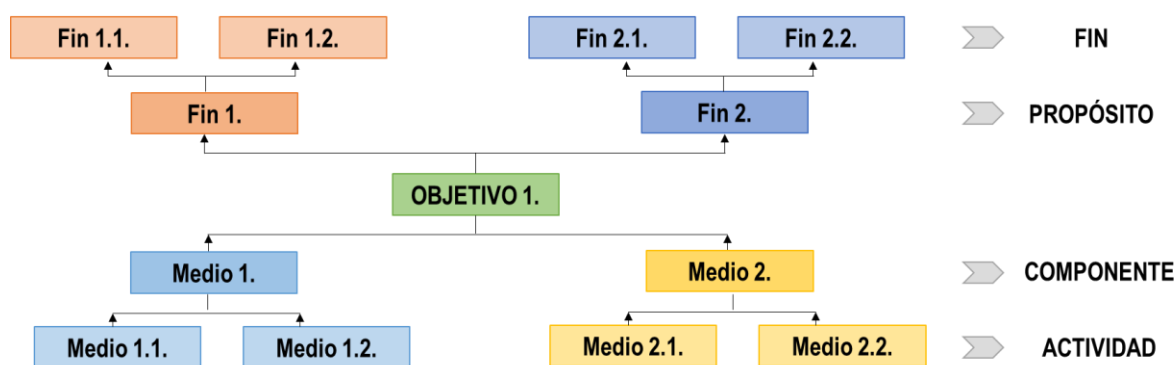 Fin 1.1.
Fin 1.2.
Fin 2.1.
Fin 2.2.
FIN
Fin 1.
Fin 2.
PROPÓSITO
OBJETIVO 1.
Medio 1.
Medio 2.
COMPONENTE
Medio 1.1.
Medio 1.2.
Medio 2.1.
Medio 2.2.
ACTIVIDAD